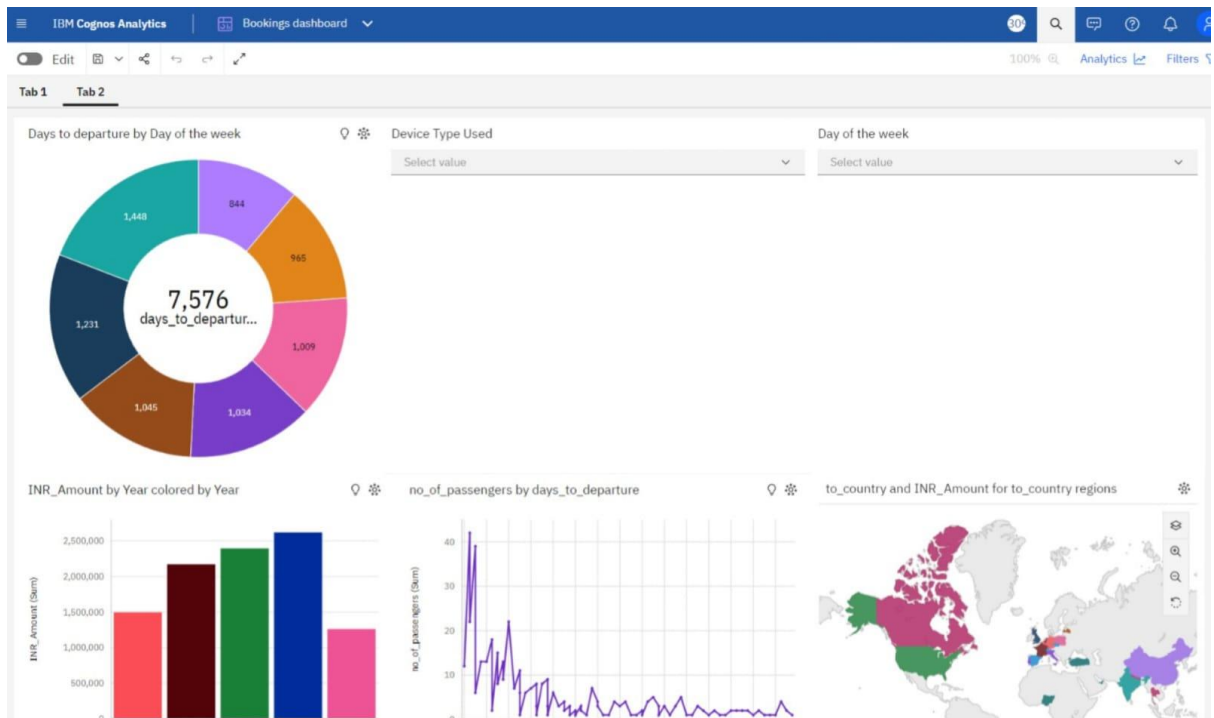 IBM Cognos Analytics
Bookings dashboard
Edit
100%
Analytics
Filters
Tab 1
Tab 2
Days to departure by Day of the week
844
965
1,009
1,034
1,045
1,231
1,448
7,576
days_to_departur...
Device Type Used
Select value
Day of the week
Select value
INR_Amount by Year colored by Year
INR_Amount (Sum)
2,500,000
2,000,000
1,500,000
1,000,000
500,000
no_of_passengers by days_to_departure
no_of_passengers (Sum)
40
30
20
10
to_country and INR_Amount for to_country regions